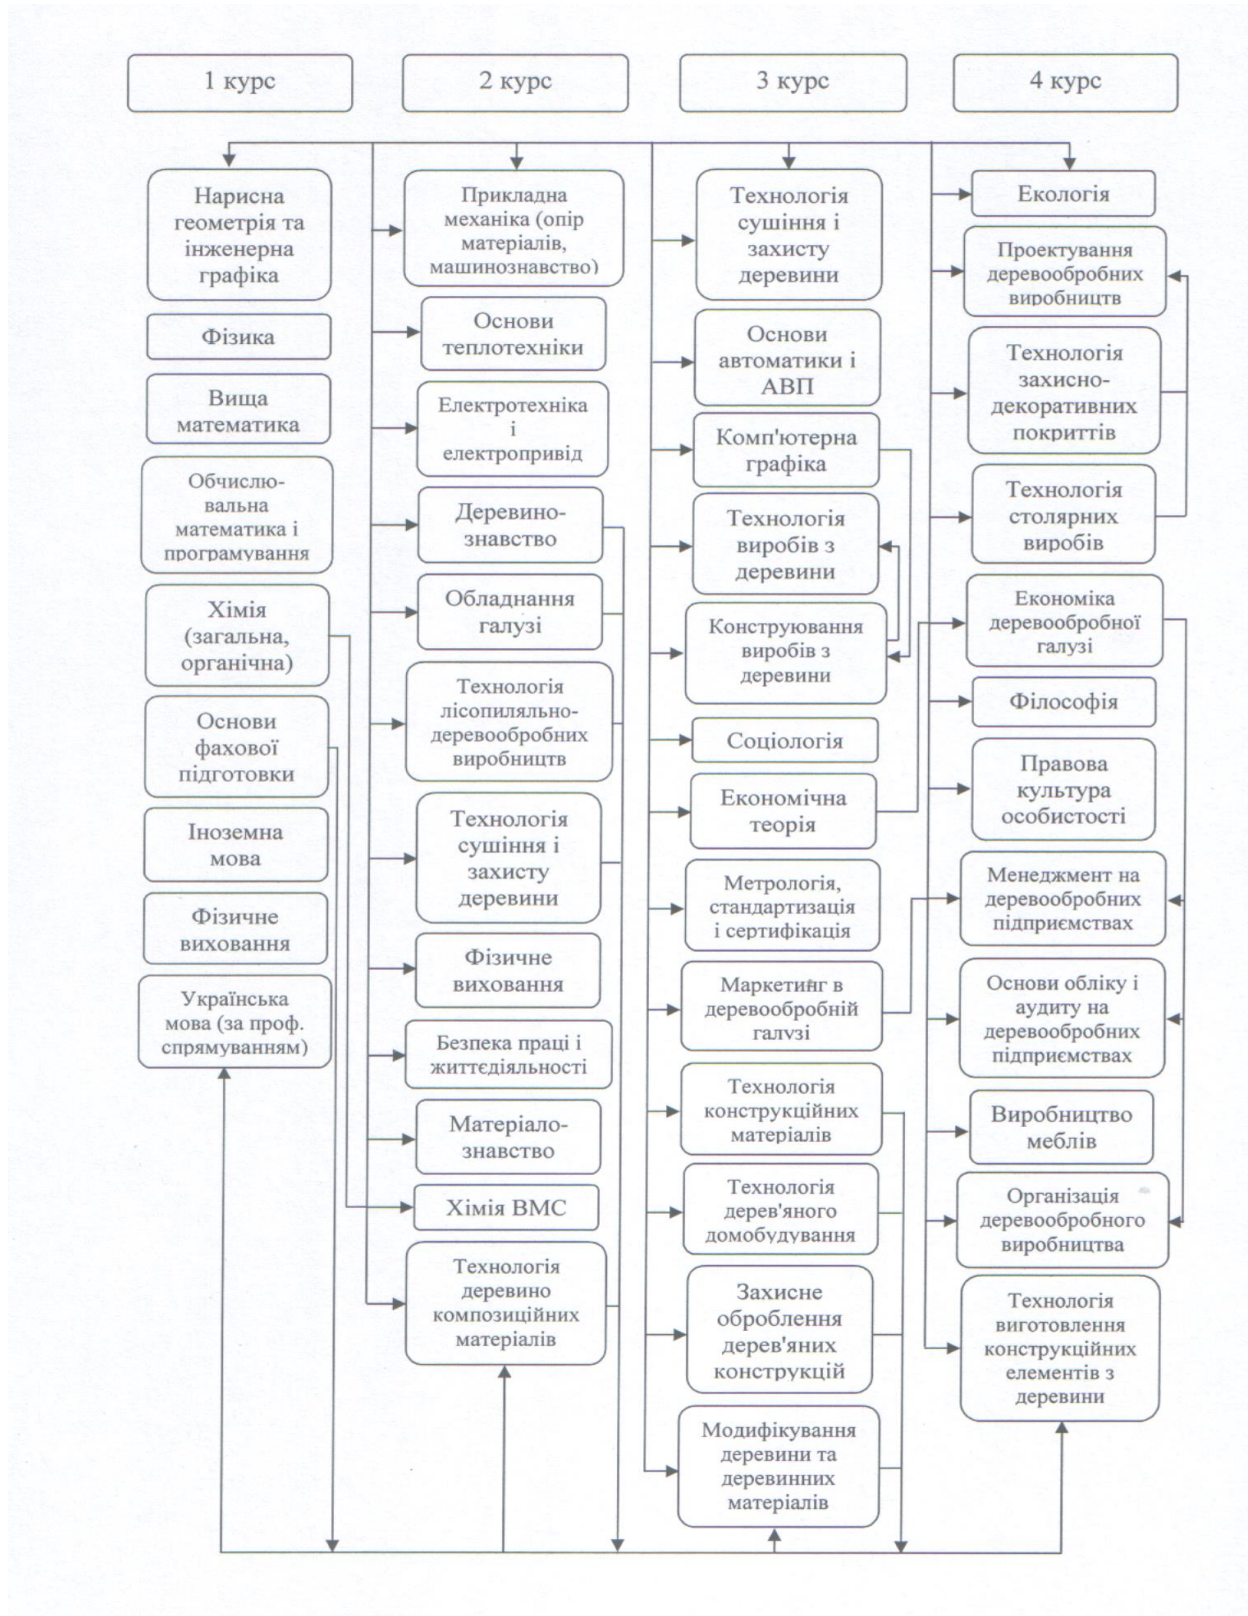 1 курс
2 курс
3 курс
4 курс
Нарисна
геометрія та
інженерна
графіка
Фізика
Вища
математика
Обчислю-
вальна
математика і
програмування
Хімія
(загальна,
органічна)
Основи
фахової
підготовки
Іноземна
мова
Фізичне
виховання
Українська
мова (за проф.
спрямуванням)
Прикладна
механіка (опір
матеріалів,
машинознавство)
Основи
теплотехніки
Електротехніка
і
електропривід
Деревино-
знавство
Обладнання
галузі
Технологія
лісопиляльно-
деревообробних
виробництв
Технологія
сушіння і
захисту
деревини
Фізичне
виховання
Безпека праці і
життєдіяльності
Матеріало-
знавство
Хімія ВМС
Технологія
деревино
композиційних
матеріалів
Технологія
сушіння і
захисту
деревини
Основи
автоматики і
АВП
Комп'ютерна
графіка
Технологія
виробів з
деревини
Конструювання
виробів з
деревини
Соціологія
Економічна
теорія
Метрологія,
стандартизація
і сертифікація
Маркетинг в
деревообробній
галузі
Технологія
конструкційних
матеріалів
Технологія
дерев'яного
домобудування
Захисне
оброблення
дерев'яних
конструкцій
Модифікування
деревини та
деревинних
матеріалів
Екологія
Проектування
деревообробних
виробництв
Технологія
захисно-
декоративних
покриттів
Технологія
столярних
виробів
Економіка
деревообробної
галузі
Філософія
Правова
культура
особистості
Менеджмент на
деревообробних
підприємствах
Основи обліку і
аудиту на
деревообробних
підприємствах
Виробництво
меблів
Організація
деревообробного
виробництва
Технологія
виготовлення
конструкційних
елементів з
деревини